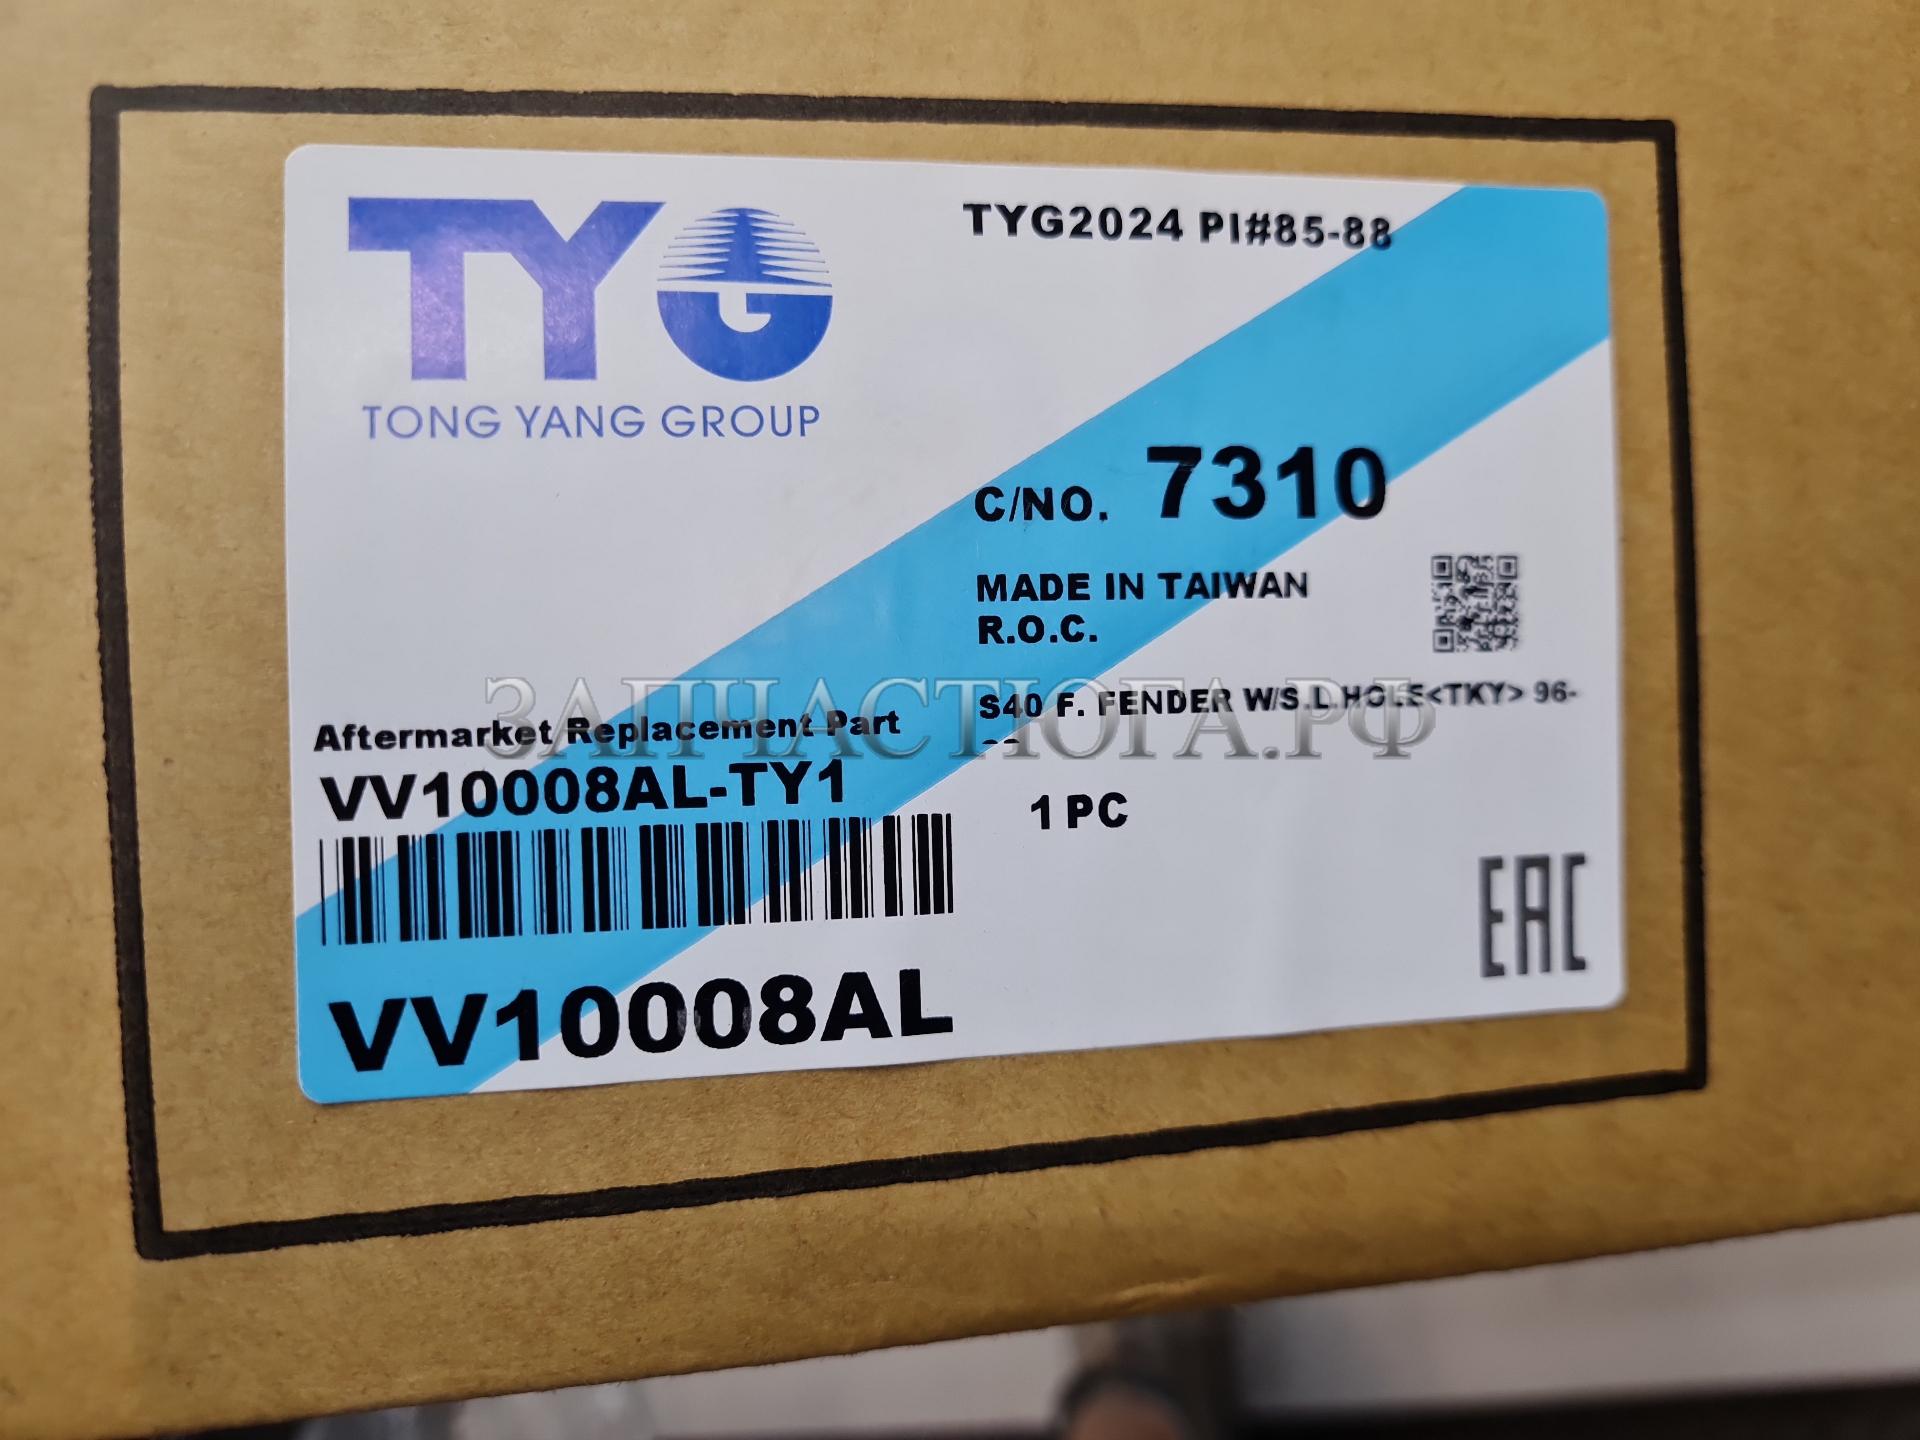 TYG
TONG YANG GROUP
TYG2024 PI#85-88
C/NO. 7310
MADE IN TAIWAN
R.O.C.
S40 F. FENDER W/S.L.HOLE<TKY> 96-
Aftermarket Replacement Part
VV10008AL-TY1
1 PC
VV10008AL
EAC
ЗАПЧАСТЮГА.РФ